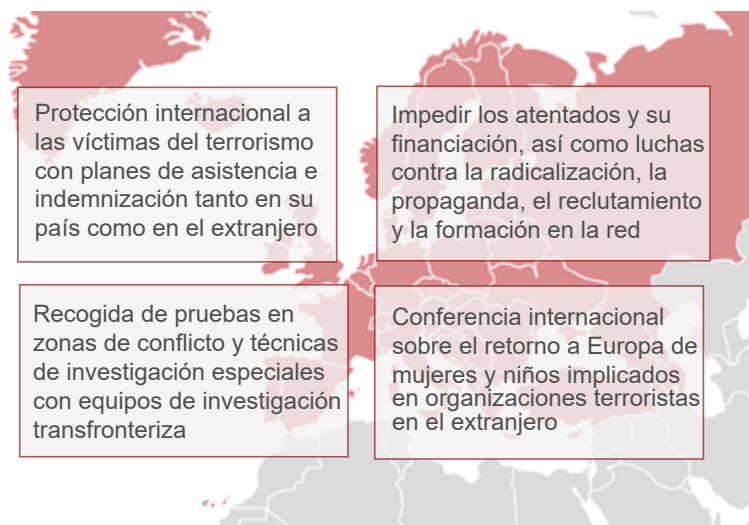 Protección internacional a
las víctimas del terrorismo
con planes de asistencia e
indemnización tanto en su
país como en el extranjero
Impedir los atentados y su
financiación, así como luchas
contra la radicalización, la
propaganda, el reclutamiento
y la formación en la red
Recogida de pruebas en
zonas de conflicto y técnicas
de investigación especiales
con equipos de investigación
transfronteriza
Conferencia internacional
sobre el retorno a Europa de
mujeres y niños implicados
en organizaciones terroristas
en el extranjero